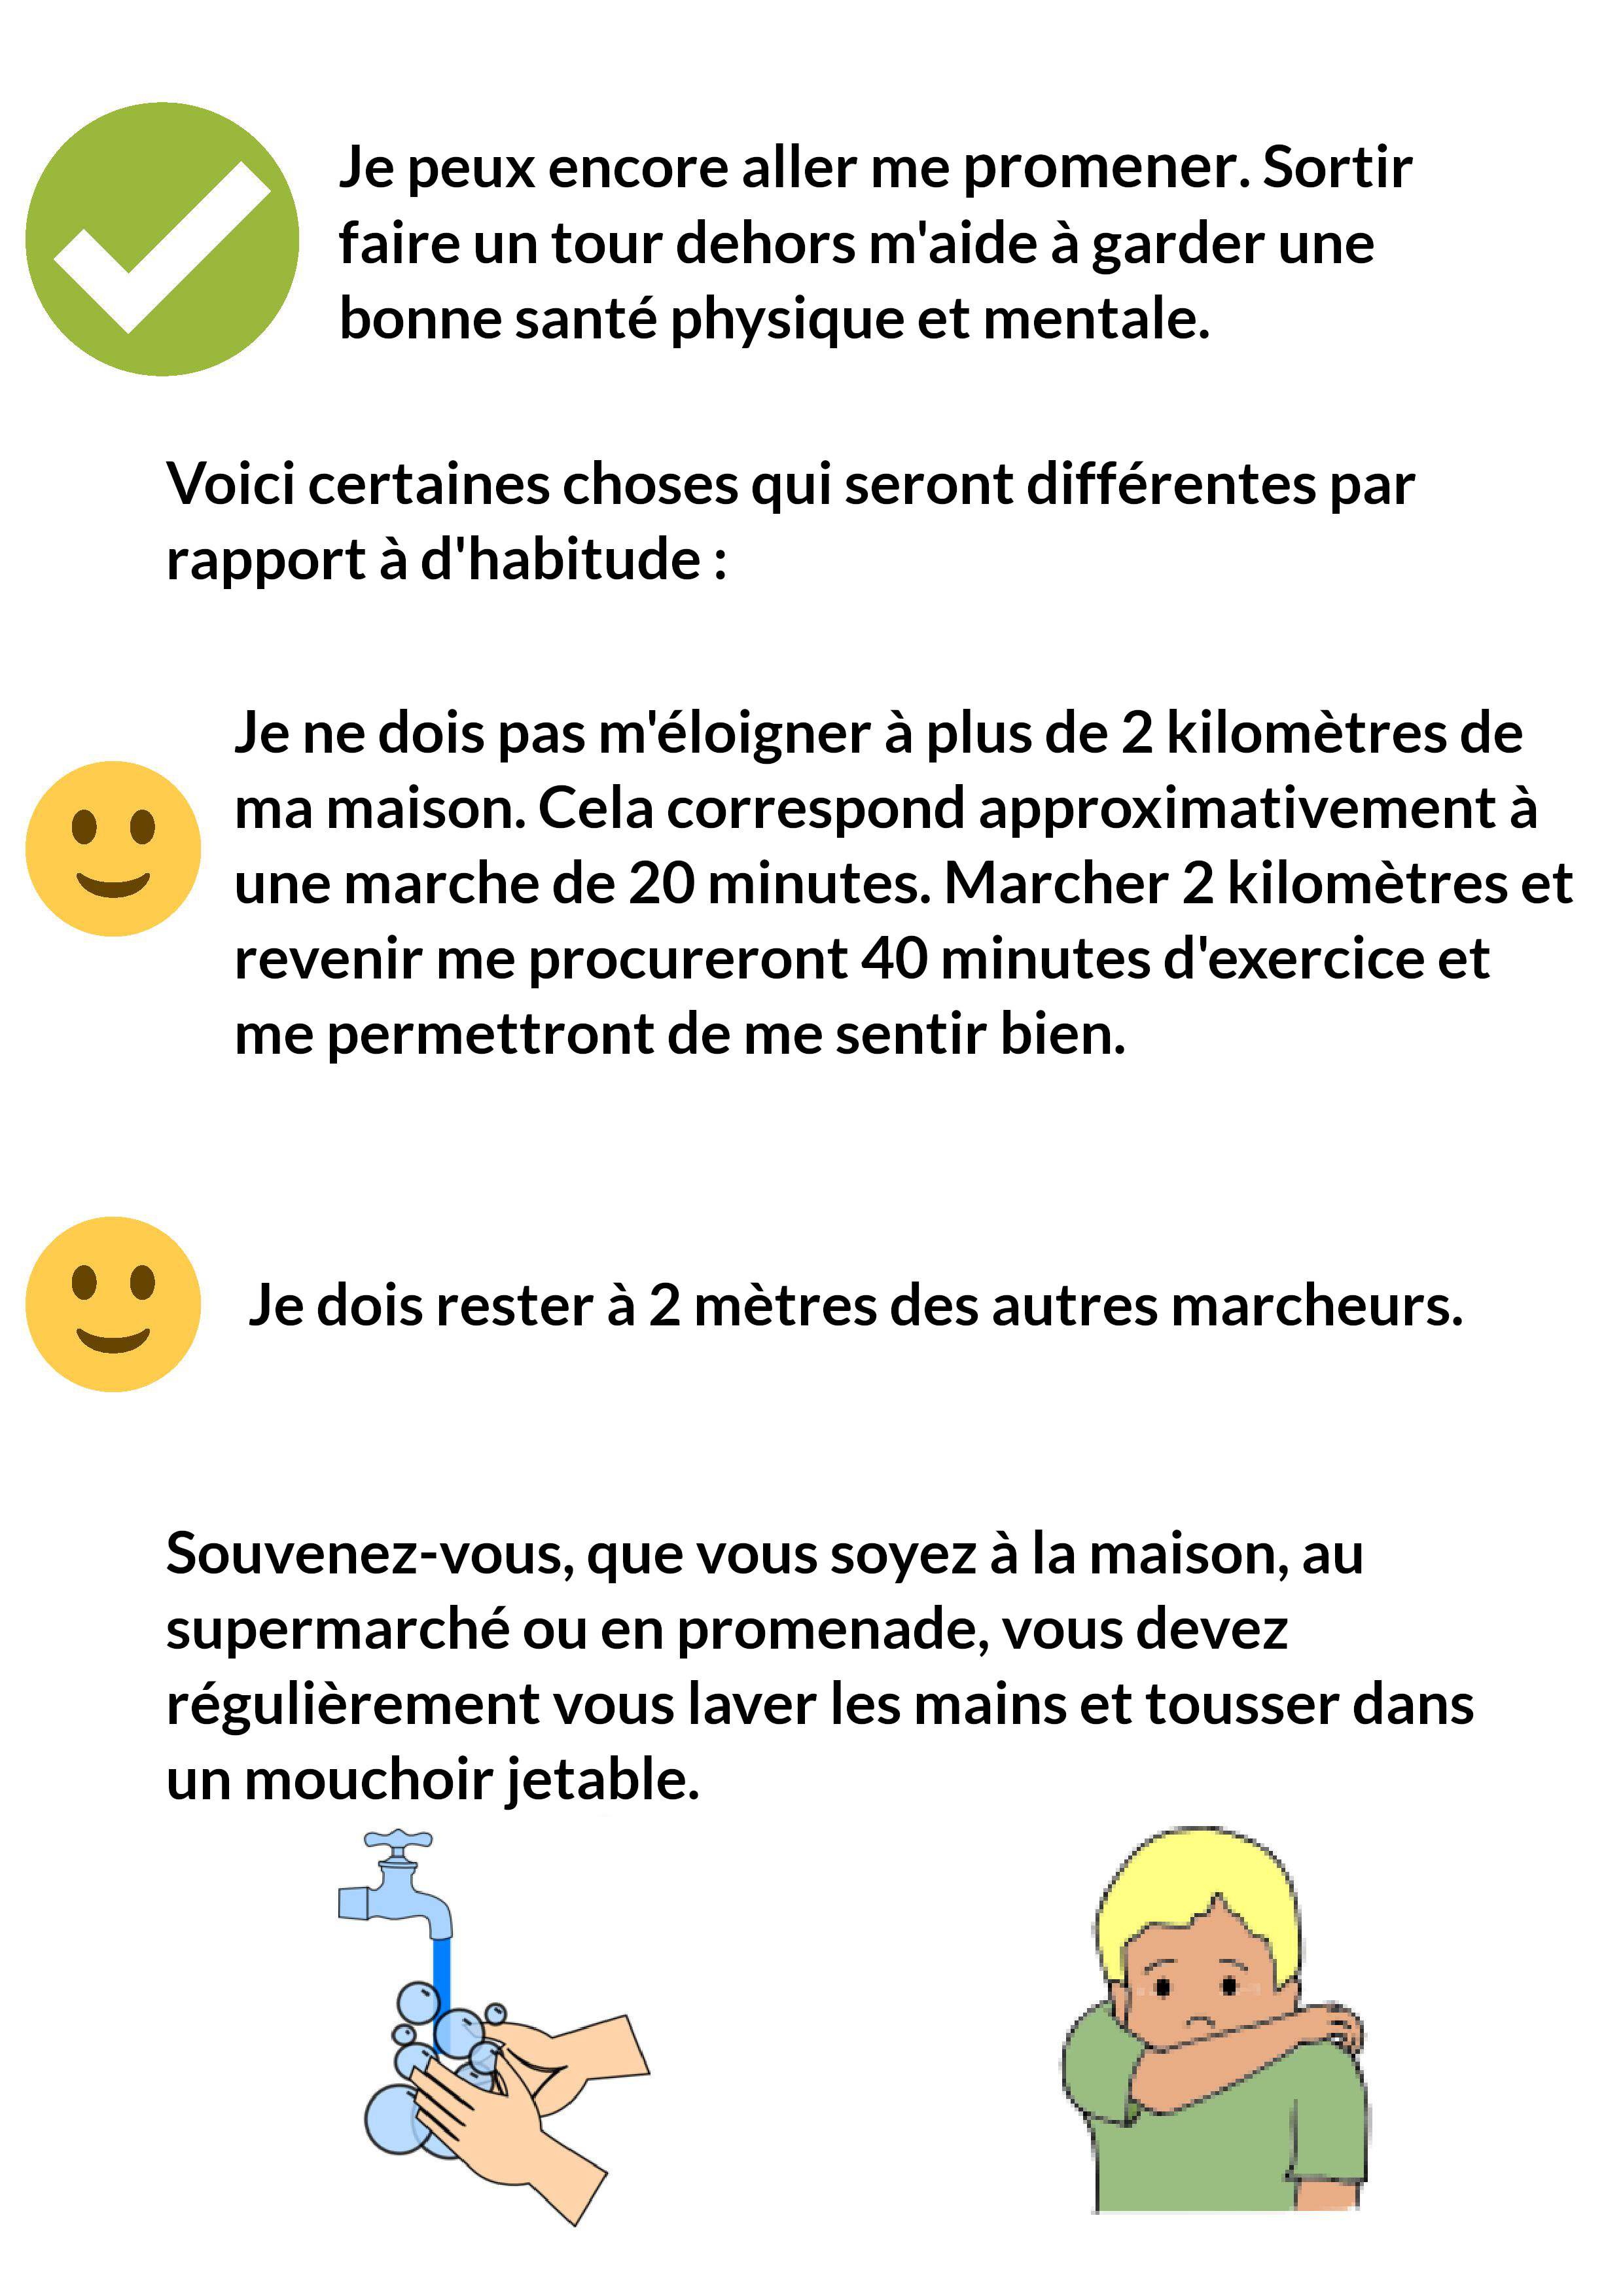 Je peux encore aller me promener. Sortir
faire un tour dehors m'aide à garder une
bonne santé physique et mentale.
Voici certaines choses qui seront différentes par
rapport à d'habitude :
Je ne dois pas m'éloigner à plus de 2 kilomètres de
ma maison. Cela correspond approximativement à
une marche de 20 minutes. Marcher 2 kilomètres et
revenir me procureront 40 minutes d'exercice et
me permettront de me sentir bien.
Je dois rester à 2 mètres des autres marcheurs.
Souvenez-vous, que vous soyez à la maison, au
supermarché ou en promenade, vous devez
régulièrement vous laver les mains et tousser dans
un mouchoir jetable.